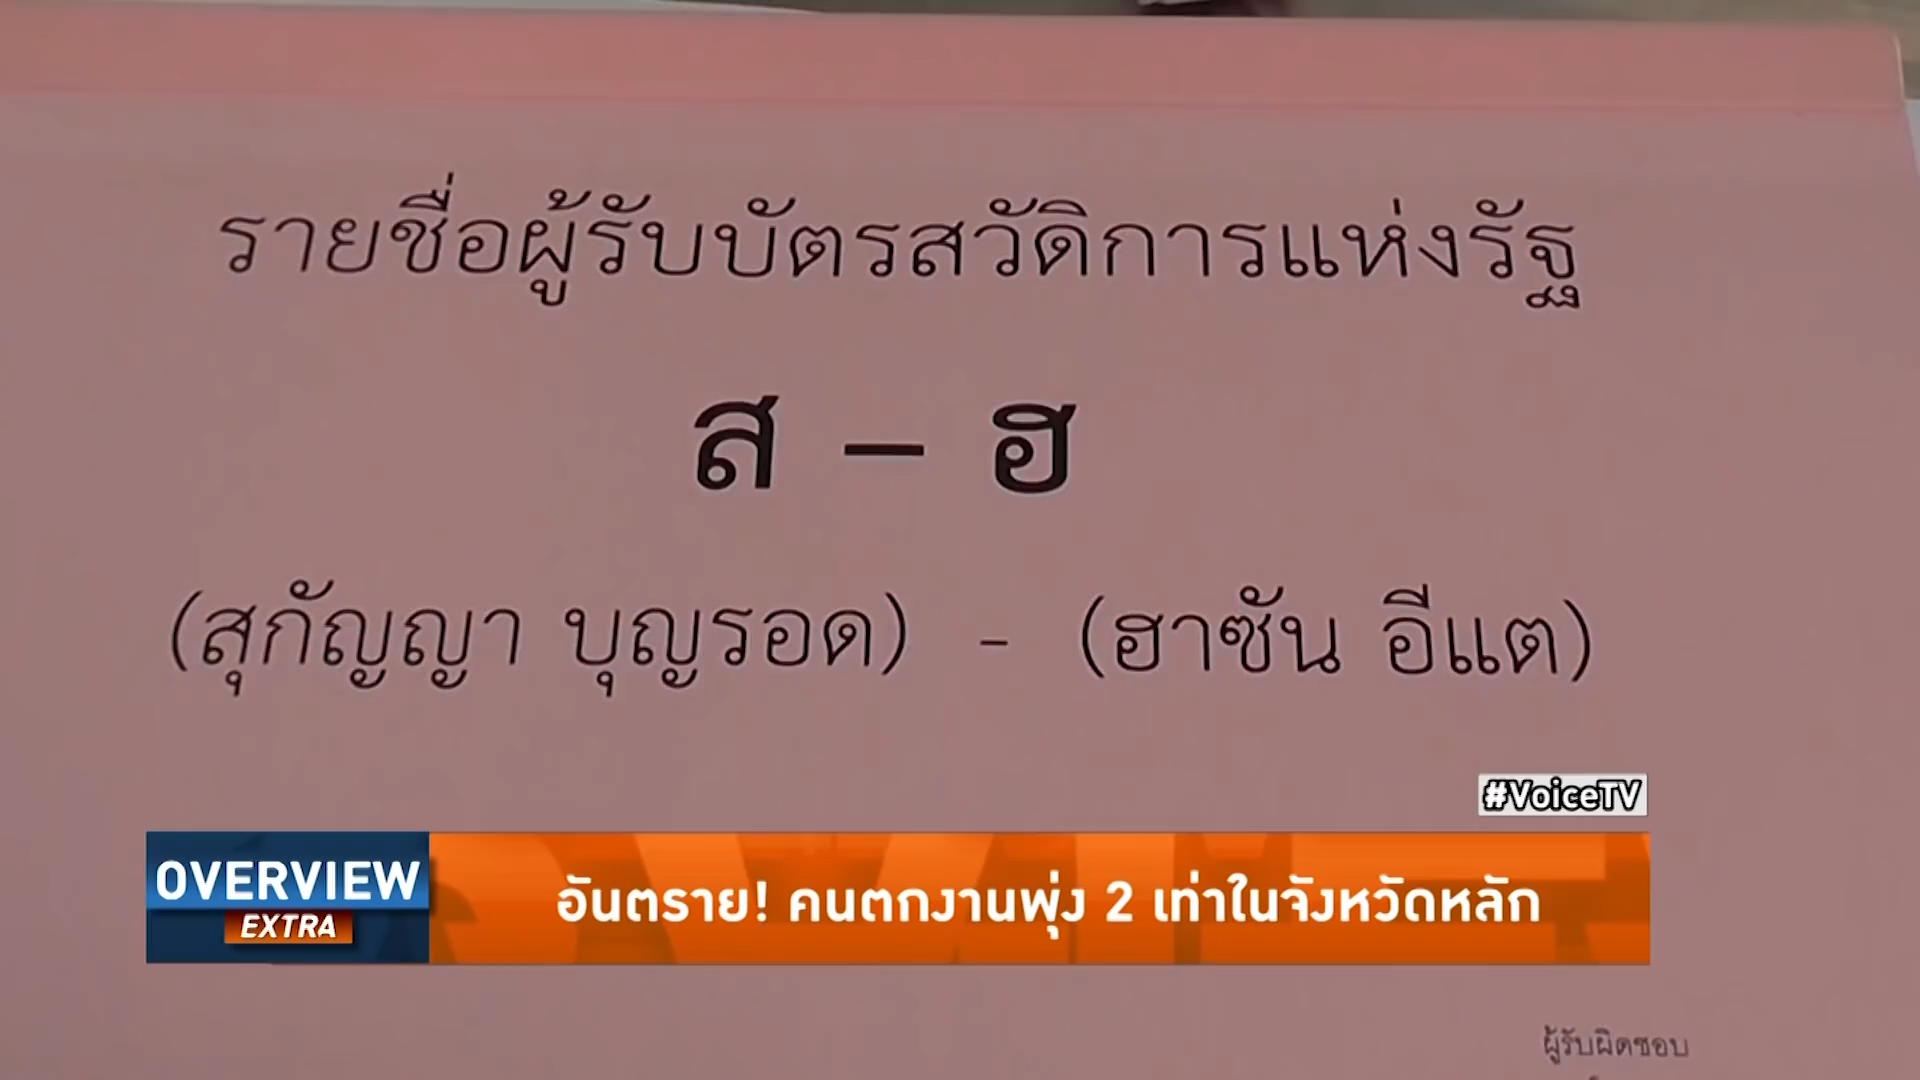 รายชื่อผู้รับบัตรสวัดิการแห่งรัฐ
ส – ฮ
(สุกัญญา บุญรอด) - (ฮาซัน อีแต)
#VoiceTV
OVERVIEW
EXTRA
อันตราย! คนตกงานพุ่ง 2 เท่าในจังหวัดหลัก
ผู้รับผิดชอบ